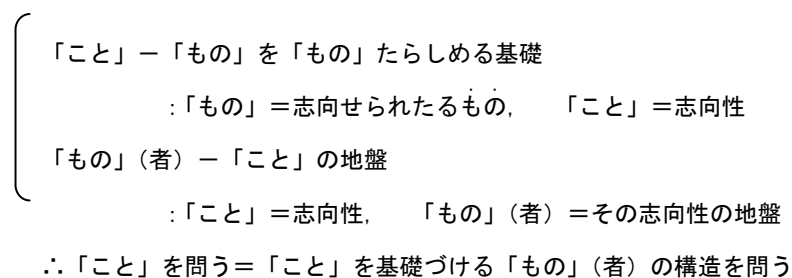 「こと」－「もの」を「もの」たらしめる基礎
：「もの」＝志向せられたるもの,　「こと」＝志向性
「もの」（者）－「こと」の地盤
：「こと」＝志向性,　「もの」（者）＝その志向性の地盤
∴「こと」を問う＝「こと」を基礎づける「もの」（者）の構造を問う